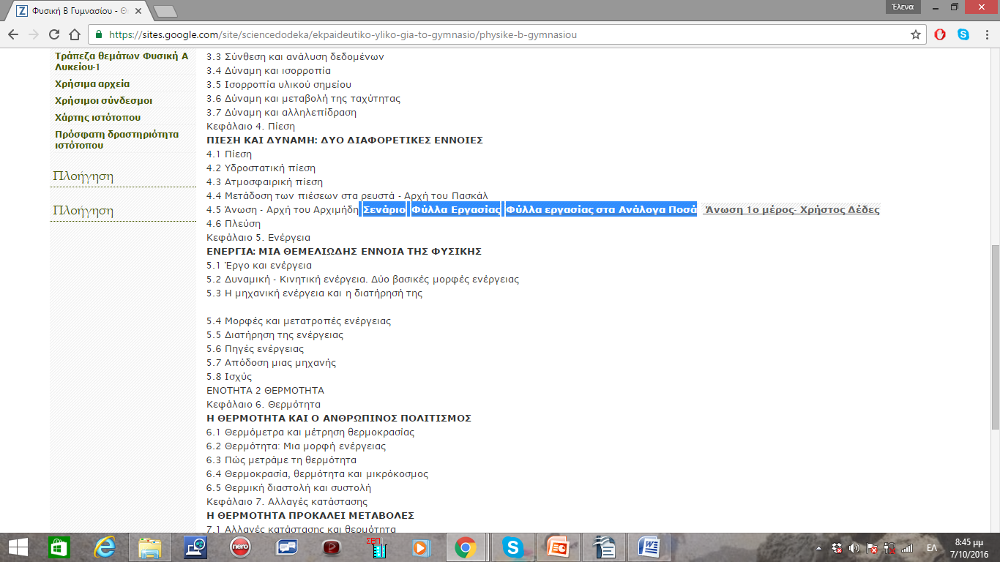 Φυσική Β Γυμνασίου - Θ
Έλενα
https://sites.google.com/site/sciencedodeka/ekpaideutiko-yliko-gia-to-gymnasio/physike-b-gymnasiou
Τράπεζα θεμάτων Φυσική Α
Λυκείου-1
Χρήσιμα αρχεία
Χρήσιμοι σύνδεσμοι
Χάρτης ιστότοπου
Πρόσφατη δραστηριότητα
ιστότοπου
Πλοήγηση
Πλοήγηση
3.3 Σύνθεση και ανάλυση δεδομένων
3.4 Δύναμη και ισορροπία
3.5 Ισορροπία υλικού σημείου
3.6 Δύναμη και μεταβολή της ταχύτητας
3.7 Δύναμη και αλληλεπίδραση
Κεφάλαιο 4. Πίεση
ΠΙΕΣΗ ΚΑΙ ΔΥΝΑΜΗ: ΔΥΟ ΔΙΑΦΟΡΕΤΙΚΕΣ ΕΝΝΟΙΕΣ
4.1 Πίεση
4.2 Υδροστατική πίεση
4.3 Ατμοσφαιρική πίεση
4.4 Μετάδοση των πιέσεων στα ρευστά - Αρχή του Πασκάλ
4.5 Άνωση - Αρχή του Αρχιμήδη Σενάριο Φύλλα Εργασίας Φύλλα εργασίας στα Ανάλογα Ποσά Άνωση 1ο μέρος- Χρήστος Δέδες
4.6 Πλεύση
Κεφάλαιο 5. Ενέργεια
ΕΝΕΡΓΙΑ: ΜΙΑ ΘΕΜΕΛΙΩΔΗΣ ΕΝΝΟΙΑ ΤΗΣ ΦΥΣΙΚΗΣ
5.1 Έργο και ενέργεια
5.2 Δυναμική - Κινητική ενέργεια. Δύο βασικές μορφές ενέργειας
5.3 Η μηχανική ενέργεια και η διατήρησή της
5.4 Μορφές και μετατροπές ενέργειας
5.5 Διατήρηση της ενέργειας
5.6 Πηγές ενέργειας
5.7 Απόδοση μιας μηχανής
5.8 Ισχύς
ΕΝΟΤΗΤΑ 2 ΘΕΡΜΟΤΗΤΑ
Κεφάλαιο 6. Θερμότητα
Η ΘΕΡΜΟΤΗΤΑ ΚΑΙ Ο ΑΝΘΡΩΠΙΝΟΣ ΠΟΛΙΤΙΣΜΟΣ
6.1 Θερμόμετρα και μέτρηση θερμοκρασίας
6.2 Θερμότητα: Μια μορφή ενέργειας
6.3 Πώς μετράμε τη θερμότητα
6.4 Θερμοκρασία, θερμότητα και μικρόκοσμος
6.5 Θερμική διαστολή και συστολή
Κεφάλαιο 7. Αλλαγές κατάστασης
Η ΘΕΡΜΟΤΗΤΑ ΠΡΟΚΑΛΕΙ ΜΕΤΑΒΟΛΕΣ
7.1 Αλλαγές κατάστασης και θερμότητα
nero
ΣΕΠ
ΕΛ
8:45 μμ
7/10/2016